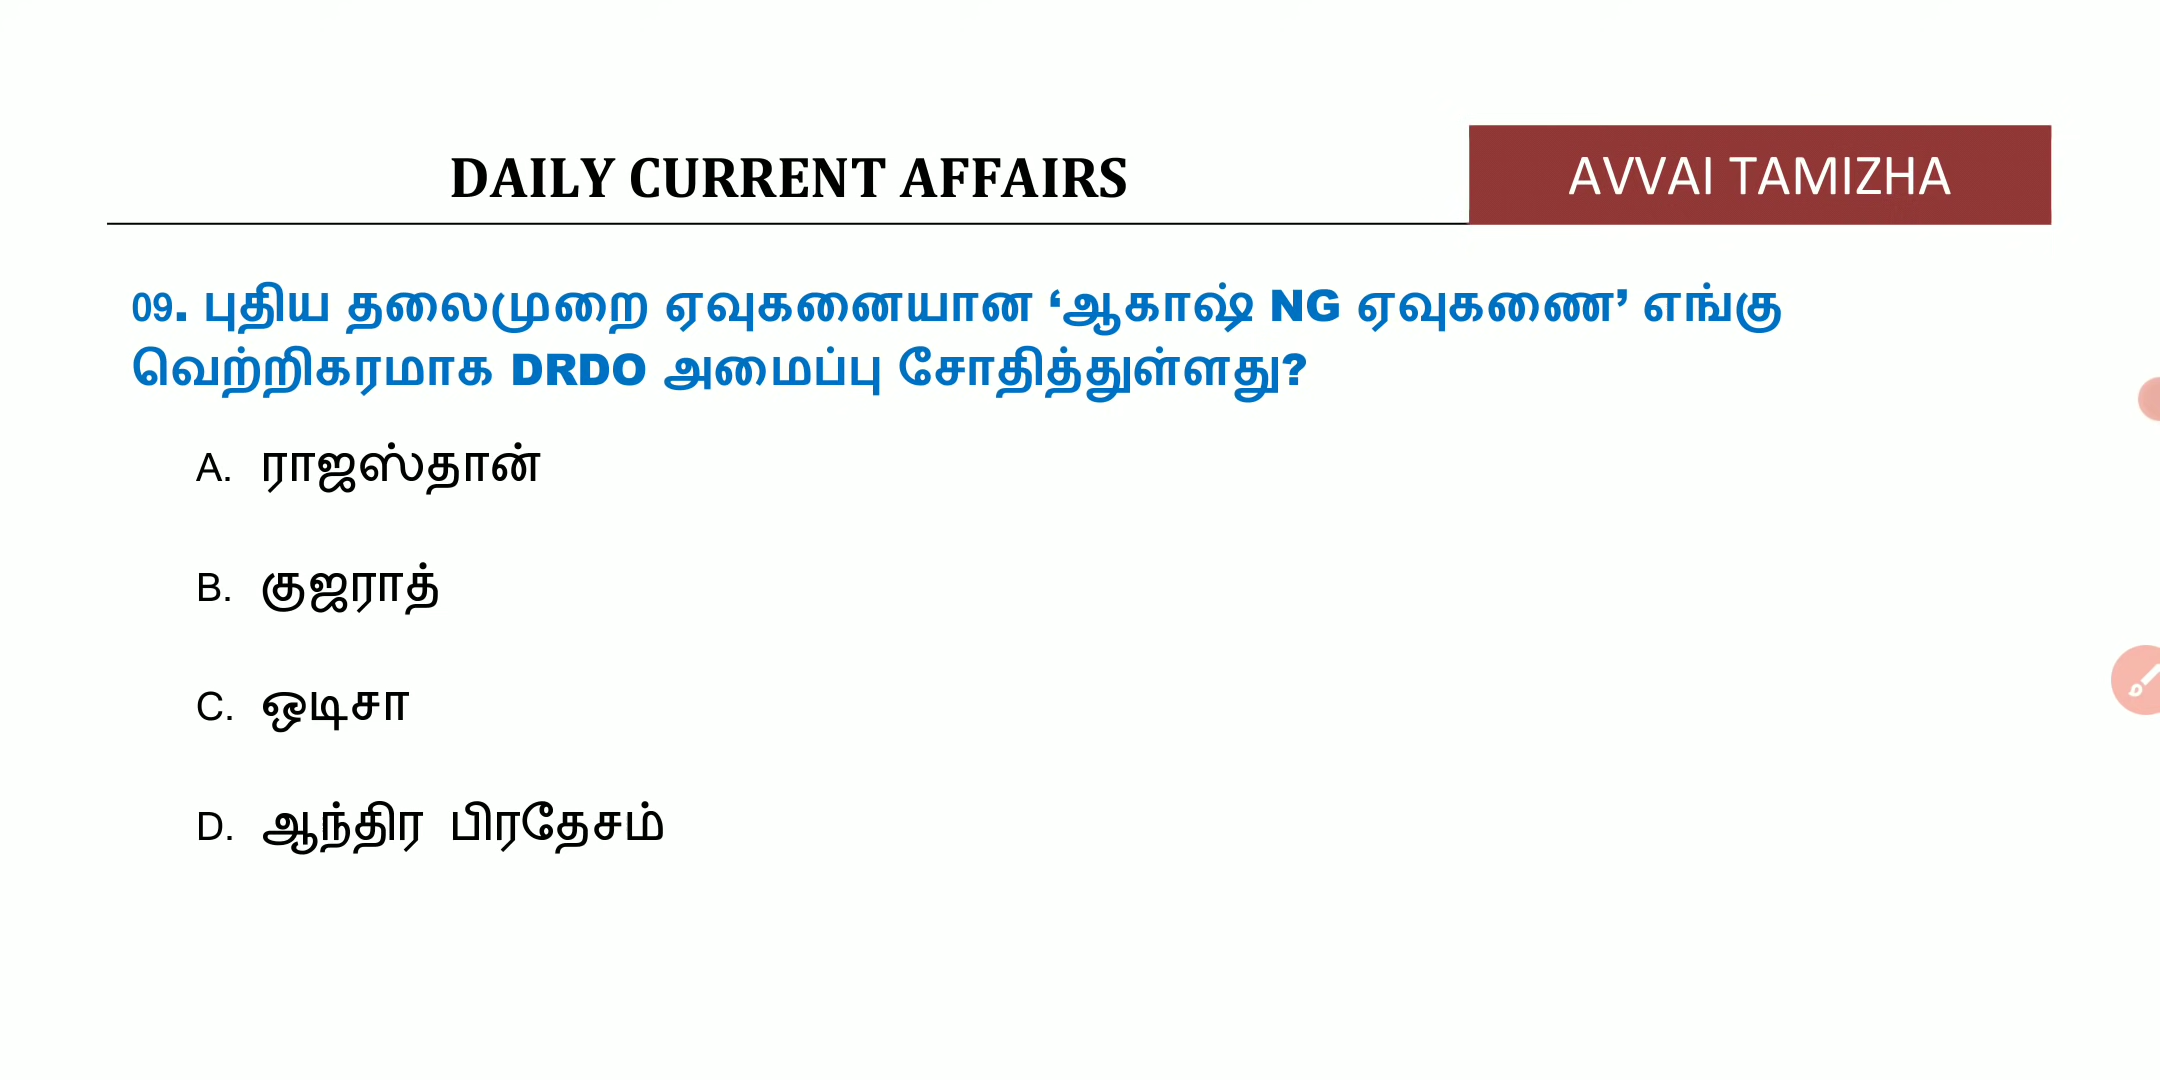 DAILY CURRENT AFFAIRS
AVVAI TAMIZHA
09. புதிய தலைமுறை ஏவுகனையான ‘ஆகாஷ் NG ஏவுகணை’ எங்கு
வெற்றிகரமாக DRDO அமைப்பு சோதித்துள்ளது?
A. ராஜஸ்தான்
B. குஜராத்
C. ஒடிசா
D. ஆந்திர பிரதேசம்